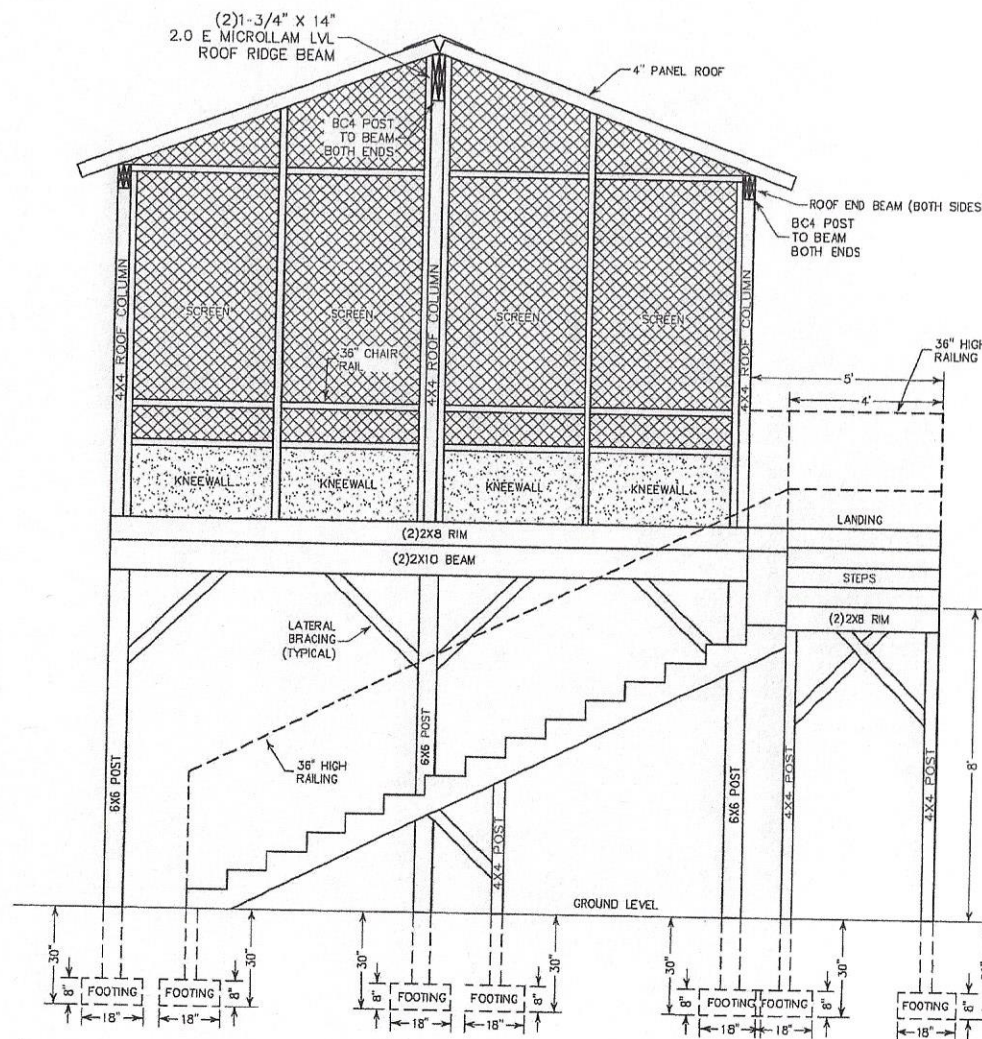 (2)1-3/4" X 14"
2.0 E MICROLLAM LVL
ROOF RIDGE BEAM
4" PANEL ROOF
BC4 POST
TO BEAM
BOTH ENDS
ROOF END BEAM (BOTH SIDES
BC4 POST
TO BEAM
BOTH ENDS
4X4 ROOF COLUMN
4X4 ROOF COLUMN
4X4 ROOF COLUMN
SCREEN
SCREEN
SCREEN
SCREEN
36" HIGH
RAILING
36" CHAIR
RAIL
5'
4'
KNEEWALL
KNEEWALL
KNEEWALL
KNEEWALL
LANDING
(2)2X8 RIM
(2)2X10 BEAM
STEPS
(2)2X8 RIM
LATERAL
BRACING
(TYPICAL)
8'
36" HIGH
RAILING
6X6 POST
6X6 POST
6X6 POST
4X4 POST
4X4 POST
4X4 POST
GROUND LEVEL
30"
30"
30"
30"
30"
30"
8"
FOOTING
FOOTING
8"
8"
FOOTING
FOOTING
8"
8"
FOOTING
FOOTING
8"
FOOTING
8"
18"
18"
18"
18"
18"
18"
18"